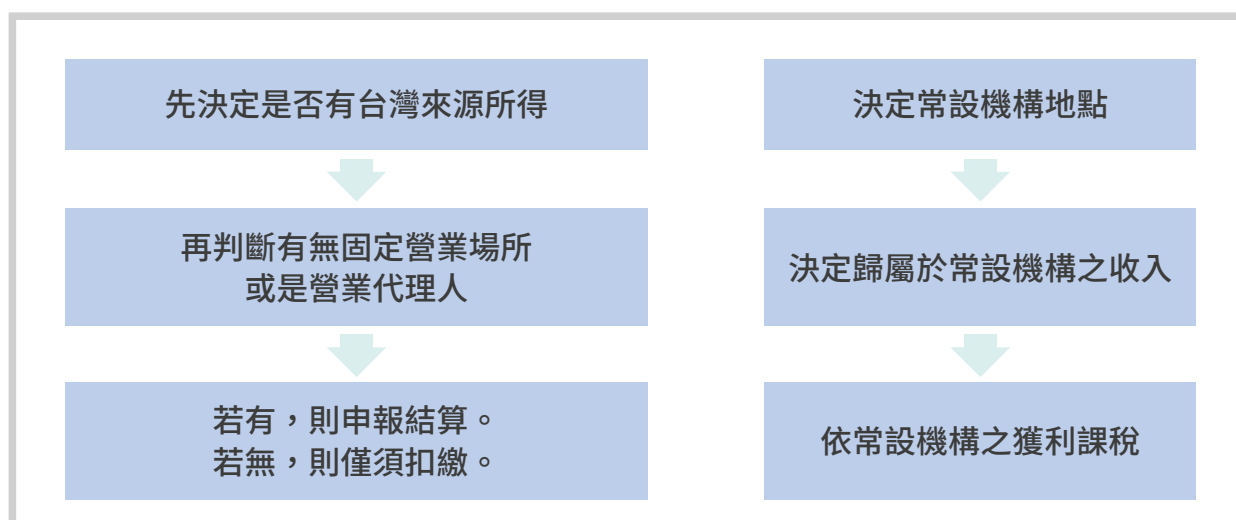 先決定是否有台灣來源所得
再判斷有無固定營業場所
或是營業代理人
若有，則申報結算。
若無，則僅須扣繳。
決定常設機構地點
決定歸屬於常設機構之收入
依常設機構之獲利課稅